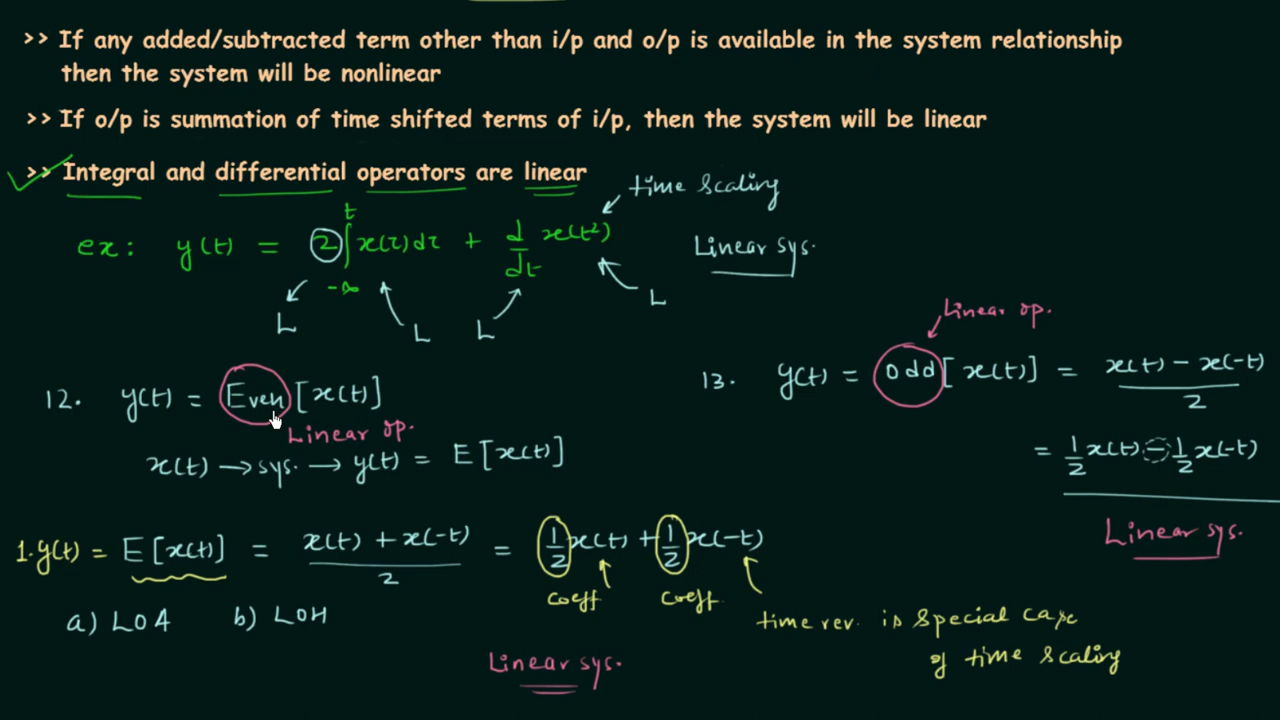 >> If any added/subtracted term other than i/p and o/p is available in the system relationship
then the system will be nonlinear
>> If o/p is summation of time shifted terms of i/p, then the system will be linear
>> Integral and differential operators are linear
time scaling
ex: y(t) = 2∫_{-∞}^{t} x(τ)dτ + d/dt x(t²)
Linear sys.
L L L L
Linear op.
12. y(t) = Even[x(t)]
Linear op.
x(t) → sys. → y(t) = E[x(t)]
13. y(t) = Odd[x(t)] = (x(t) - x(-t))/2
= 1/2 x(t) - 1/2 x(-t)
Linear sys.
1. y(t) = E[x(t)] = (x(t) + x(-t))/2 = 1/2 x(t) + 1/2 x(-t)
coeff coeff.
a) LOA b) LOH
time rev. is special case
of time scaling
Linear sys.